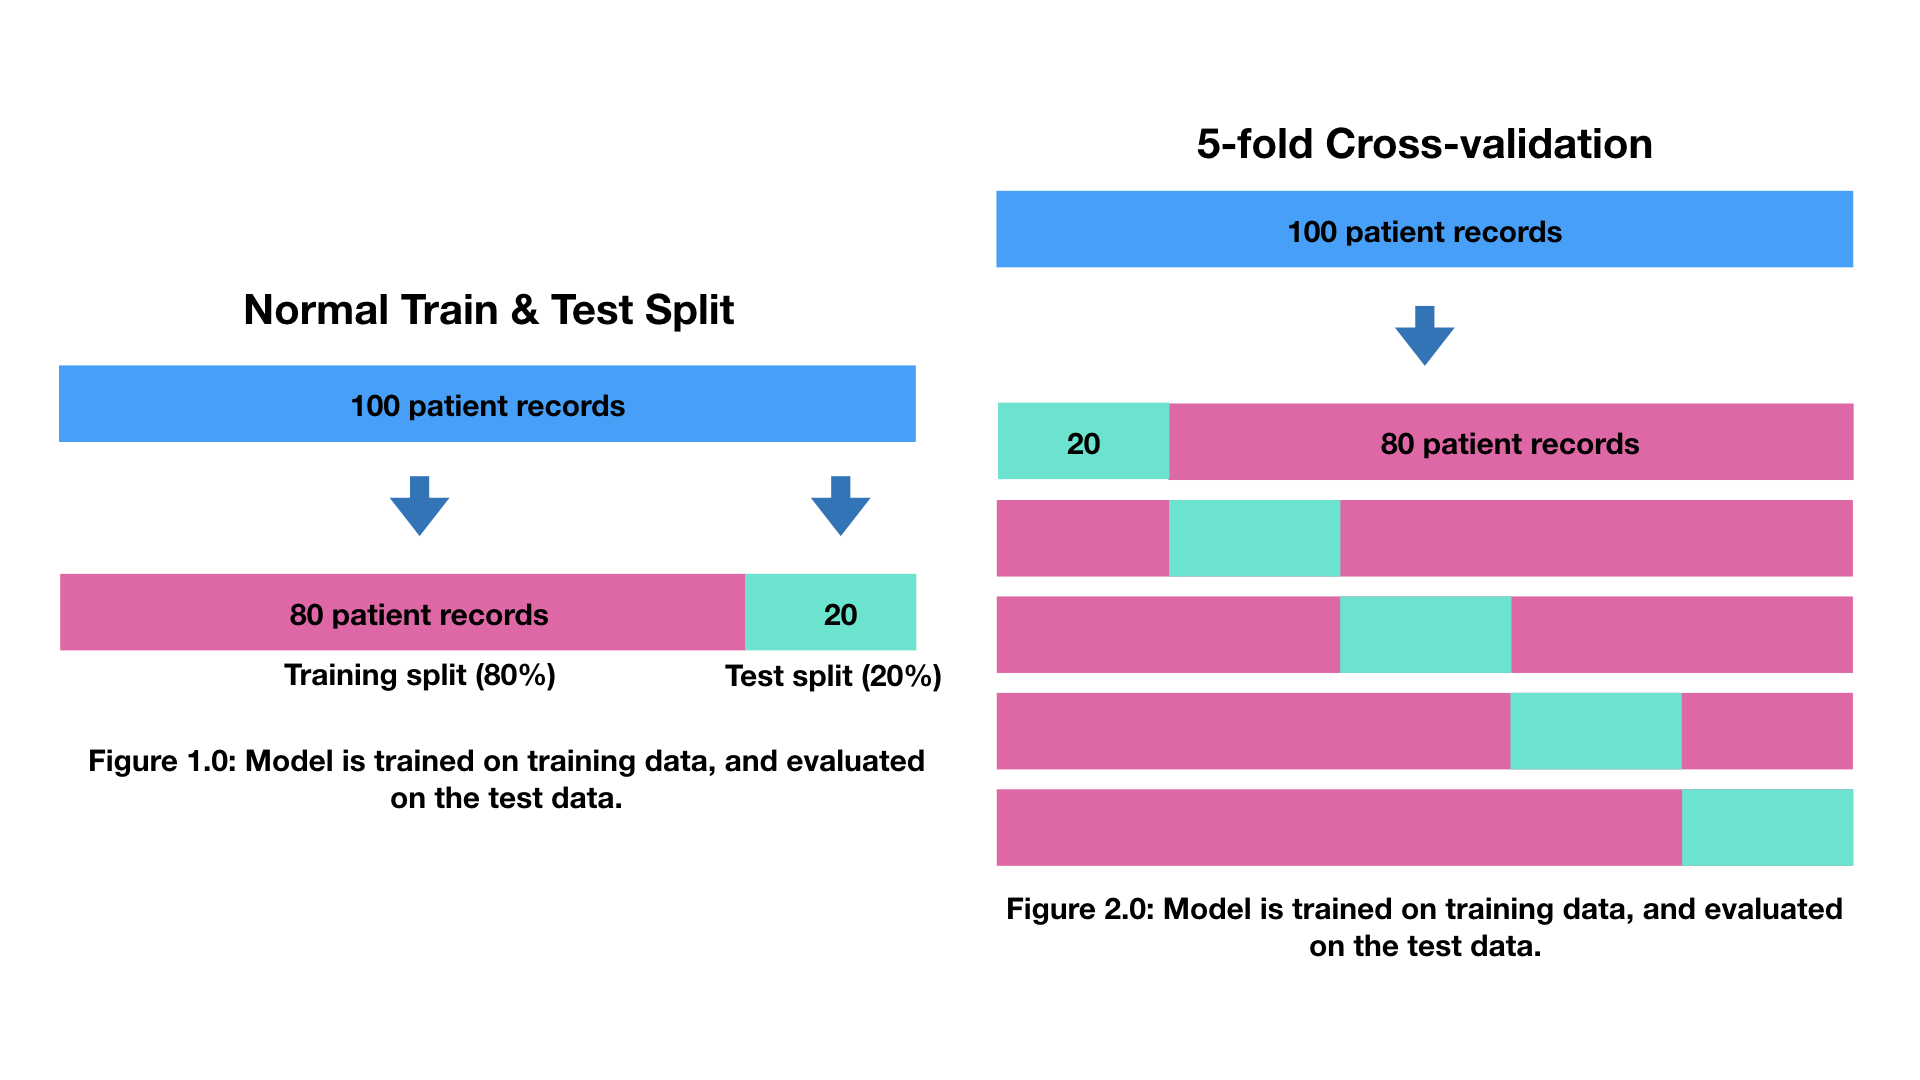 Normal Train & Test Split
100 patient records
80 patient records
20
Training split (80%)
Test split (20%)
Figure 1.0: Model is trained on training data, and evaluated
on the test data.
5-fold Cross-validation
100 patient records
20
80 patient records
Figure 2.0: Model is trained on training data, and evaluated
on the test data.